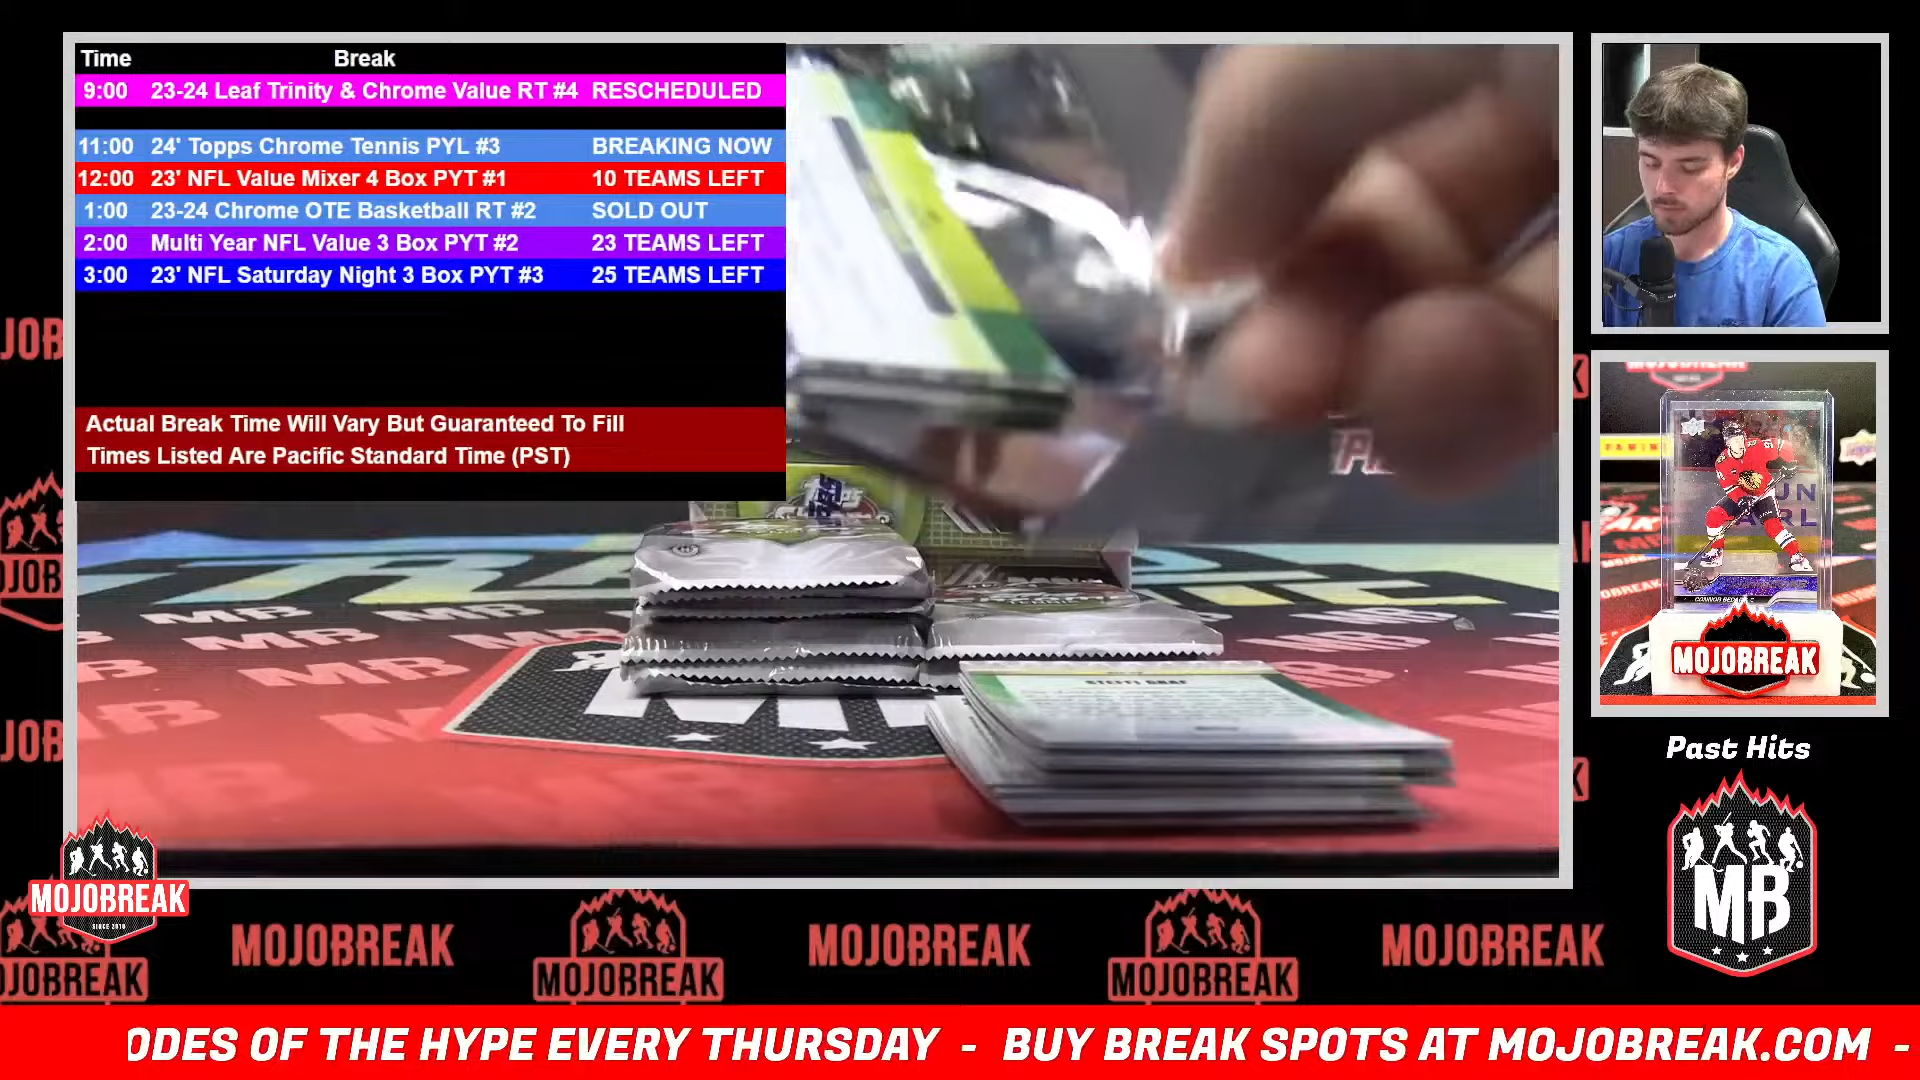 Time Break
9:00 23-24 Leaf Trinity & Chrome Value RT #4 RESCHEDULED
11:00 24' Topps Chrome Tennis PYL #3 BREAKING NOW
12:00 23' NFL Value Mixer 4 Box PYT #1 10 TEAMS LEFT
1:00 23-24 Chrome OTE Basketball RT #2 SOLD OUT
2:00 Multi Year NFL Value 3 Box PYT #2 23 TEAMS LEFT
3:00 23' NFL Saturday Night 3 Box PYT #3 25 TEAMS LEFT
Actual Break Time Will Vary But Guaranteed To Fill
Times Listed Are Pacific Standard Time (PST)
STEFFI GRAF
PANINI
MOJOBREAK
Past Hits
MB
MOJOBREAK
SINCE 2010
MOJOBREAK MOJOBREAK MOJOBREAK MOJOBREAK MOJOBREAK
ODES OF THE HYPE EVERY THURSDAY - BUY BREAK SPOTS AT MOJOBREAK.COM -